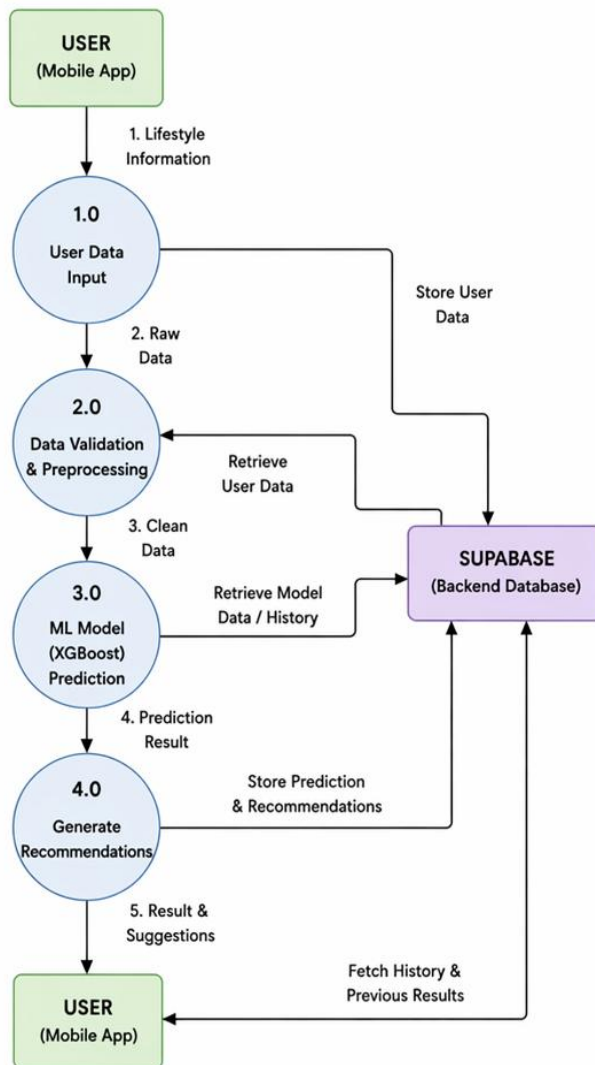 USER
(Mobile App)
1. Lifestyle
Information
1.0
User Data
Input
Store User
Data
2. Raw
Data
2.0
Data Validation
& Preprocessing
Retrieve
User Data
3. Clean
Data
SUPABASE
(Backend Database)
3.0
ML Model
(XGBoost)
Prediction
Retrieve Model
Data / History
4. Prediction
Result
4.0
Generate
Recommendations
Store Prediction
& Recommendations
5. Result &
Suggestions
Fetch History &
Previous Results
USER
(Mobile App)